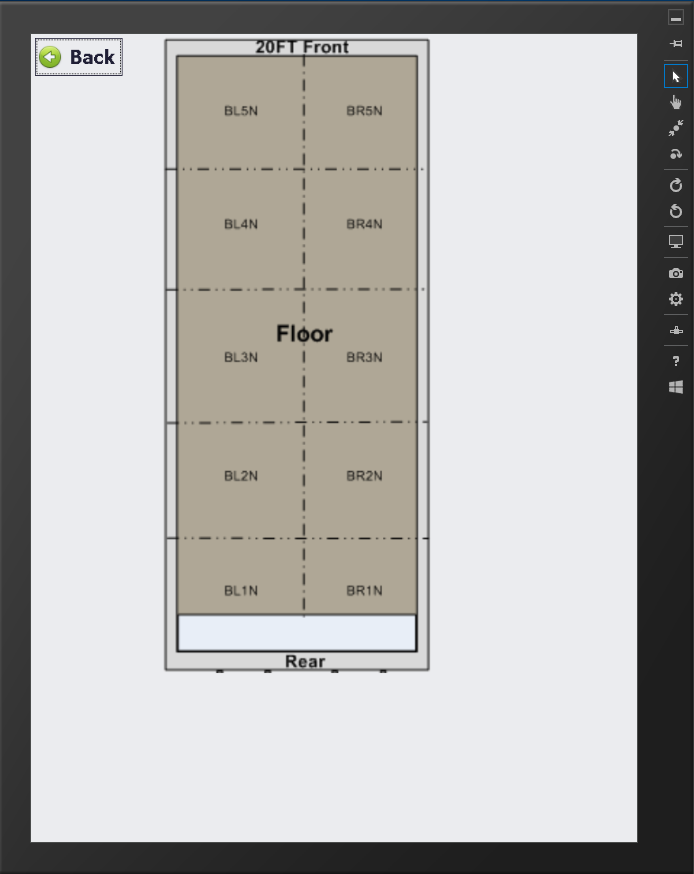 Back
20FT Front
BL5N BR5N
BL4N BR4N
Floor
BL3N BR3N
BL2N BR2N
BL1N BR1N
Rear
?